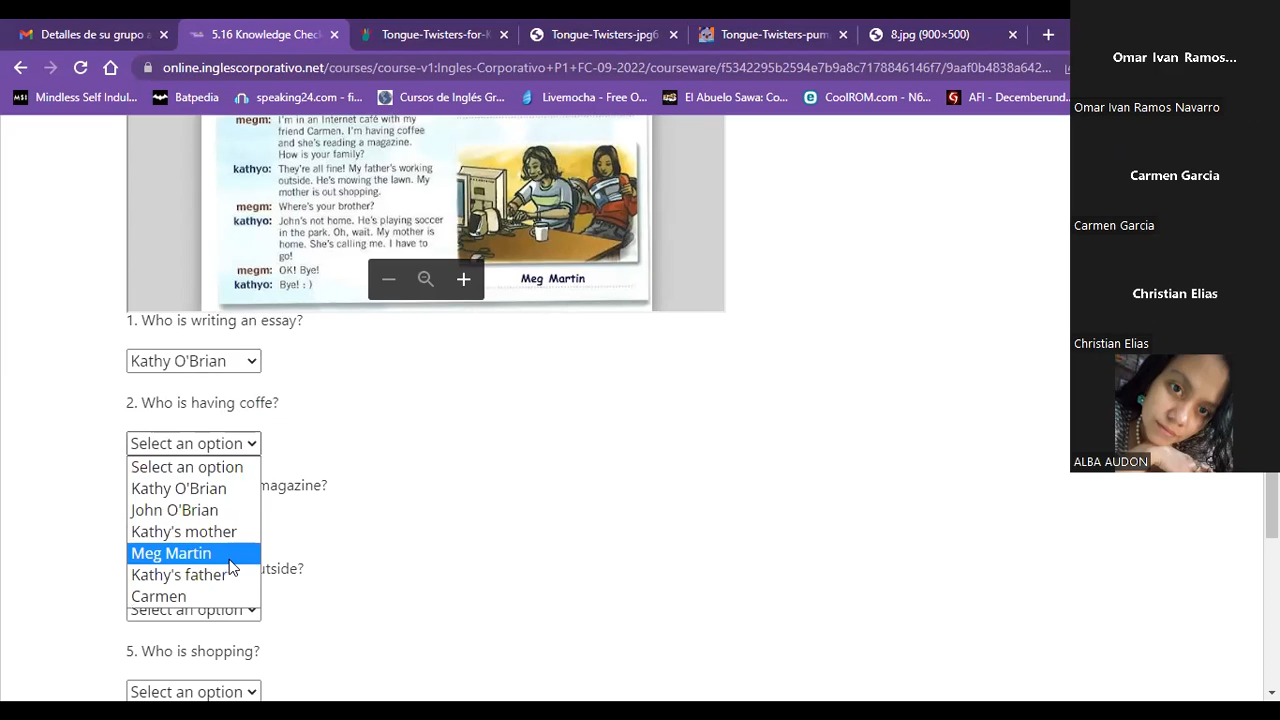 Detalles de su grupo a
5.16 Knowledge Chec
Tongue-Twisters-for-K
Tongue-Twisters-jpg6
Tongue-Twisters-pum
8.jpg (900×900)
online.inglescorporativo.net/courses/course-v1:Ingles-Corporativo+P1+FC-09-2022/courseware/f5342295b2594e7b9a8c7178846146f7/9aaf0b4838a642...
Mindless Self Indul...
Batpedia
speaking24.com - fi...
Cursos de Inglés Gr...
Livemocha - Free O...
El Abuelo Sawa: Co...
CoolROM.com - N6...
AFI - Decemberund
megm: I'm in an Internet café with my
friend Carmen. I'm having coffee
and she's reading a magazine.
How is your family?
kathyo: They're all fine! My father's working
outside. He's mowing the lawn. My
mother is out shopping.
megm: Where's your brother?
kathyo: John's not home. He's playing soccer
in the park. Oh, wait. My mother is
home. She's calling me. I have to
go!
megm: OK! Bye!
kathyo: Bye! : )
Meg Martin
1. Who is writing an essay?
Kathy O'Brian
2. Who is having coffe?
Select an option
Select an option
Kathy O'Brian
John O'Brian
Kathy's mother
Meg Martin
Kathy's father
Carmen
magazine?
utside?
Select an option
5. Who is shopping?
Select an option
Omar Ivan Ramos...
Omar Ivan Ramos Navarro
Carmen Garcia
Carmen Garcia
Christian Elias
Christian Elias
ALBA AUDON